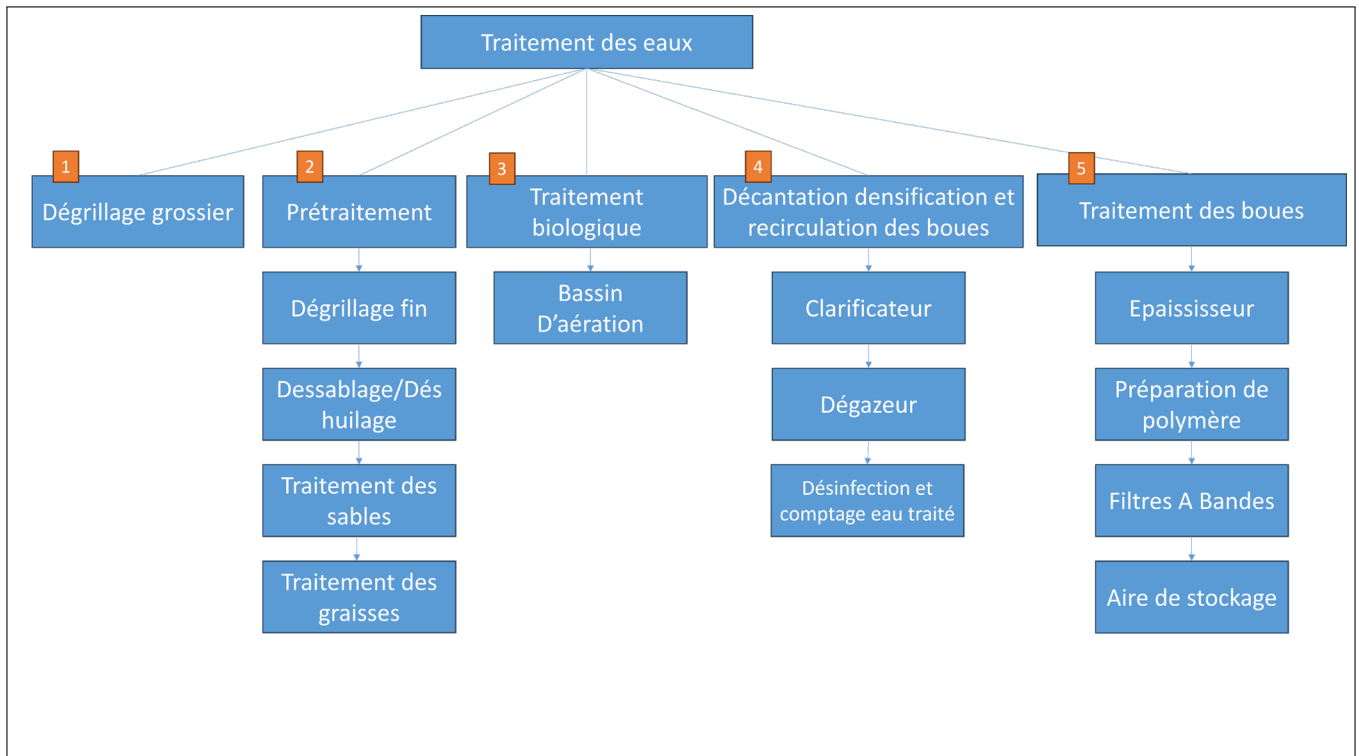 Traitement des eaux
1
Dégrillage grossier
2
Prétraitement
Dégrillage fin
Dessablage/Dés
huilage
Traitement des
sables
Traitement des
graisses
3
Traitement
biologique
Bassin
D'aération
4
Décantation densification et
recirculation des boues
Clarificateur
Dégazeur
Désinfection et
comptage eau traité
5
Traitement des boues
Epaississeur
Préparation de
polymère
Filtres A Bandes
Aire de stockage